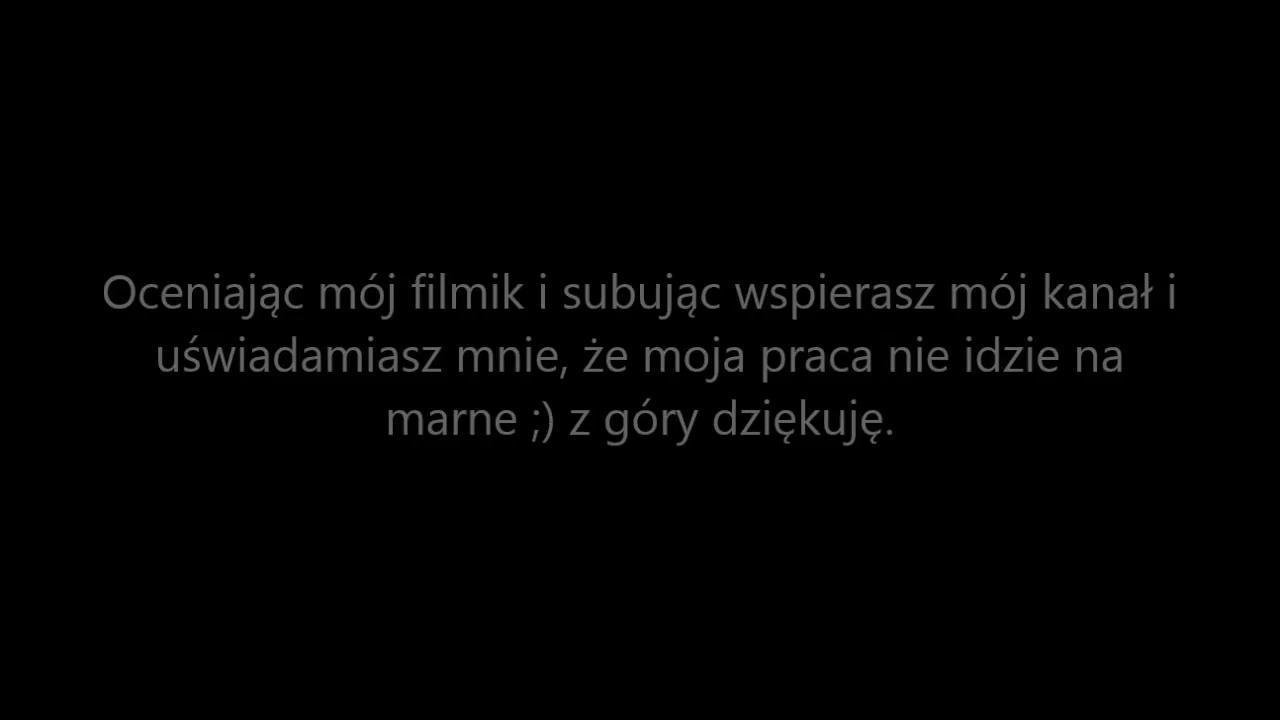 Oceniając mój filmik i subując wspierasz mój kanał i
uświadamiasz mnie, że moja praca nie idzie na
marne ;) z góry dziękuję.